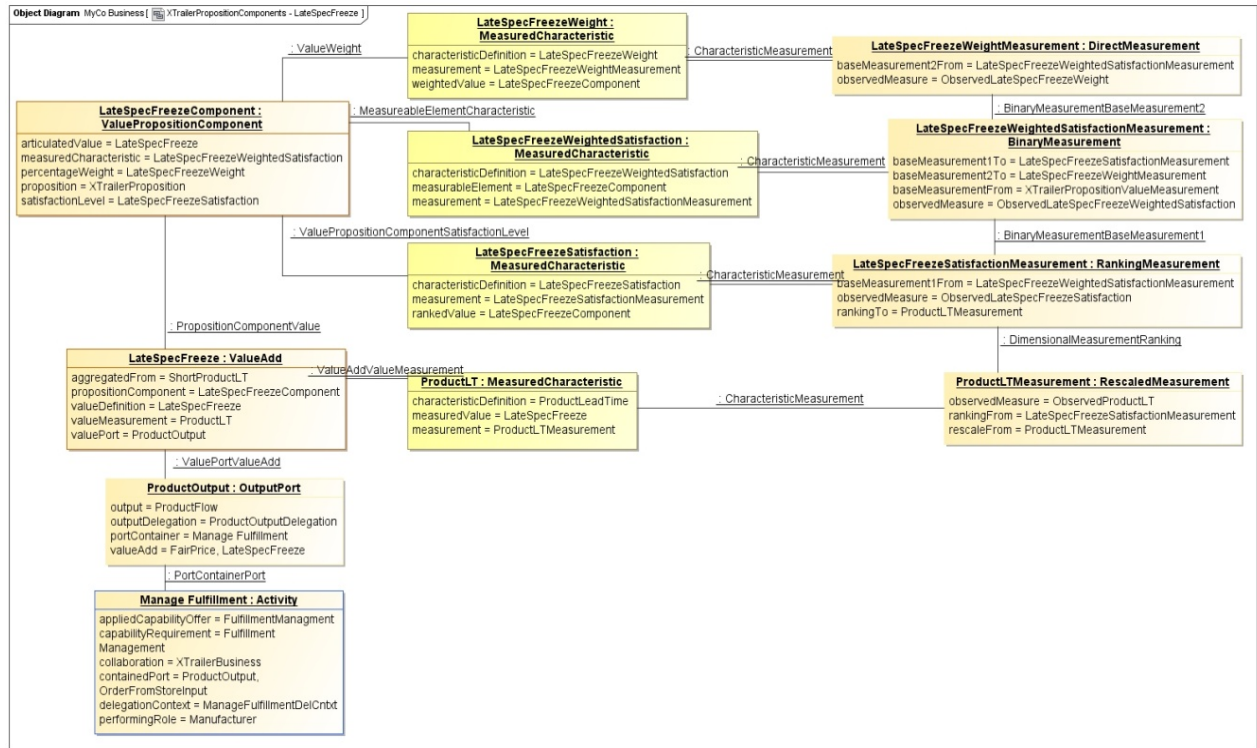 Object Diagram MyCo Business [ XTrailerPropositionComponents - LateSpecFreeze ]
LateSpecFreezeWeight :
MeasuredCharacteristic
characteristicDefinition = LateSpecFreezeWeight
measurement = LateSpecFreezeWeightMeasurement
weightedValue = LateSpecFreezeComponent
: ValueWeight
: CharacteristicMeasurement
LateSpecFreezeWeightMeasurement : DirectMeasurement
baseMeasurement2From = LateSpecFreezeWeightedSatisfactionMeasurement
observedMeasure = ObservedLateSpecFreezeWeight
: BinaryMeasurementBaseMeasurement2
LateSpecFreezeComponent :
ValuePropositionComponent
articulatedValue = LateSpecFreeze
measuredCharacteristic = LateSpecFreezeWeightedSatisfaction
percentageWeight = LateSpecFreezeWeight
proposition = XTrailerProposition
satisfactionLevel = LateSpecFreezeSatisfaction
: MeasureableElementCharacteristic
LateSpecFreezeWeightedSatisfaction :
MeasuredCharacteristic
characteristicDefinition = LateSpecFreezeWeightedSatisfaction
measurableElement = LateSpecFreezeComponent
measurement = LateSpecFreezeWeightedSatisfactionMeasurement
: CharacteristicMeasurement
LateSpecFreezeWeightedSatisfactionMeasurement :
BinaryMeasurement
baseMeasurement1To = LateSpecFreezeSatisfactionMeasurement
baseMeasurement2To = LateSpecFreezeWeightMeasurement
baseMeasurementFrom = XTrailerPropositionValueMeasurement
observedMeasure = ObservedLateSpecFreezeWeightedSatisfaction
: ValuePropositionComponentSatisfactionLevel
: BinaryMeasurementBaseMeasurement1
LateSpecFreezeSatisfaction :
MeasuredCharacteristic
characteristicDefinition = LateSpecFreezeSatisfaction
measurement = LateSpecFreezeSatisfactionMeasurement
rankedValue = LateSpecFreezeComponent
: CharacteristicMeasurement
LateSpecFreezeSatisfactionMeasurement : RankingMeasurement
baseMeasurement1From = LateSpecFreezeWeightedSatisfactionMeasurement
observedMeasure = ObservedLateSpecFreezeSatisfaction
rankingTo = ProductLTMeasurement
: PropositionComponentValue
: DimensionalMeasurementRanking
LateSpecFreeze : ValueAdd
aggregatedFrom = ShortProductLT
propositionComponent = LateSpecFreezeComponent
valueDefinition = LateSpecFreeze
valueMeasurement = ProductLT
valuePort = ProductOutput
: ValueAddValueMeasurement
ProductLT : MeasuredCharacteristic
characteristicDefinition = ProductLeadTime
measuredValue = LateSpecFreeze
measurement = ProductLTMeasurement
: CharacteristicMeasurement
ProductLTMeasurement : RescaledMeasurement
observedMeasure = ObservedProductLT
rankingFrom = LateSpecFreezeSatisfactionMeasurement
rescaleFrom = ProductLTMeasurement
: ValuePortValueAdd
ProductOutput : OutputPort
output = ProductFlow
outputDelegation = ProductOutputDelegation
portContainer = Manage Fulfillment
valueAdd = FairPrice, LateSpecFreeze
: PortContainerPort
Manage Fulfillment : Activity
appliedCapabilityOffer = FulfillmentManagment
capabilityRequirement = Fulfillment
Management
collaboration = XTrailerBusiness
containedPort = ProductOutput,
OrderFromStoreInput
delegationContext = ManageFulfillmentDelCntxt
performingRole = Manufacturer